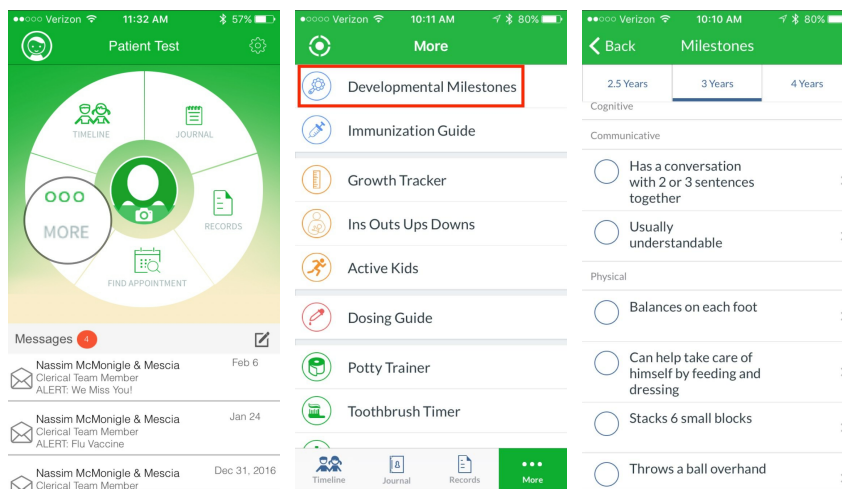 Verizon 11:32 AM 57%
Patient Test
TIMELINE
JOURNAL
MORE
RECORDS
FIND APPOINTMENT
Messages 4
Nassim McMonigle & Mescia Feb 6
Clerical Team Member
ALERT: We Miss You!
Nassim McMonigle & Mescia Jan 24
Clerical Team Member
ALERT: Flu Vaccine
Nassim McMonigle & Mescia Dec 31, 2016
Clerical Team Member
Verizon 10:11 AM 80%
More
Developmental Milestones
Immunization Guide
Growth Tracker
Ins Outs Ups Downs
Active Kids
Dosing Guide
Potty Trainer
Toothbrush Timer
Timeline Journal Records More
Verizon 10:10 AM 80%
Back Milestones
2.5 Years 3 Years 4 Years
Cognitive
Communicative
Has a conversation
with 2 or 3 sentences
together
Usually
understandable
Physical
Balances on each foot
Can help take care of
himself by feeding and
dressing
Stacks 6 small blocks
Throws a ball overhand